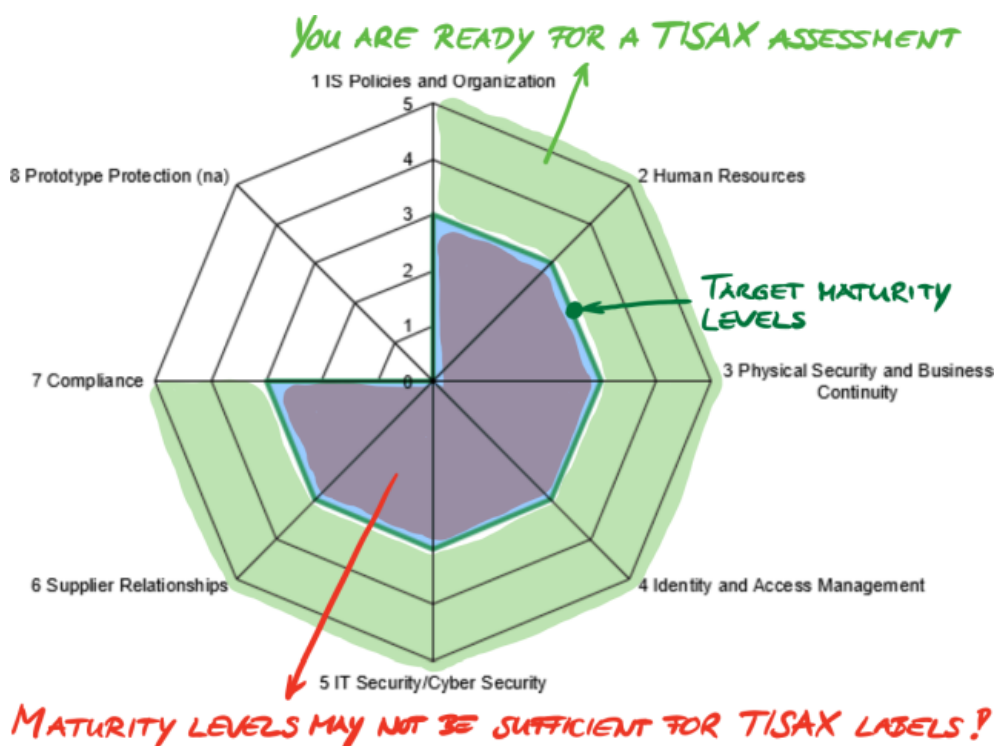 YOU ARE READY FOR A TISAX ASSESSMENT
1 IS Policies and Organization
5
4
8 Prototype Protection (na)
2 Human Resources
3
2
TARGET MATURITY
LEVELS
1
7 Compliance
0
3 Physical Security and Business
Continuity
6 Supplier Relationships
4 Identity and Access Management
5 IT Security/Cyber Security
MATURITY LEVELS MAY NOT BE SUFFICIENT FOR TISAX LABELS!